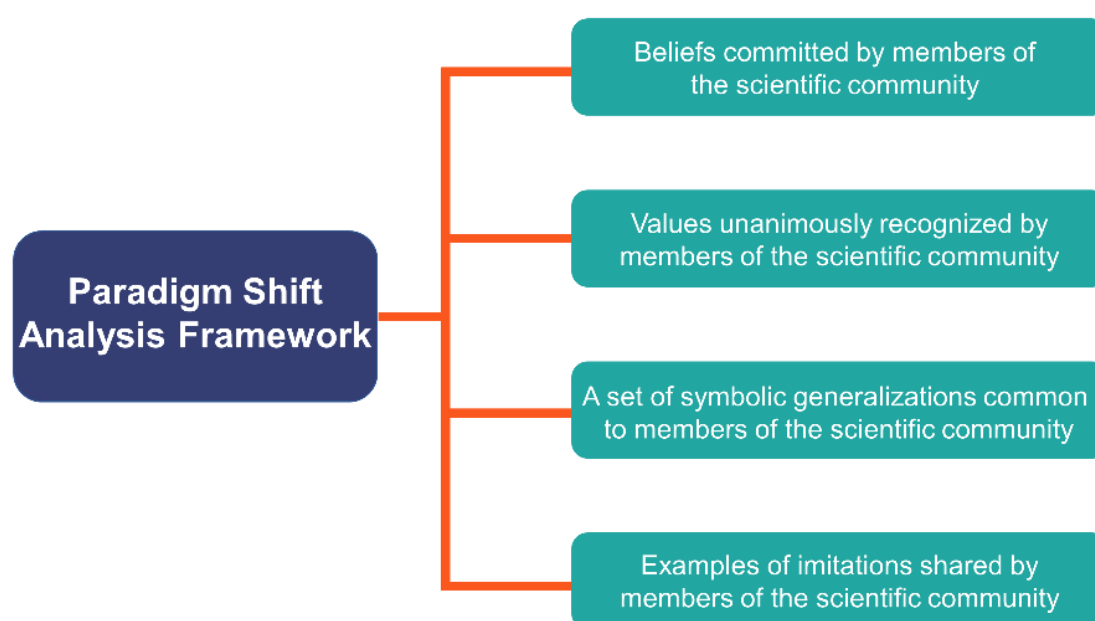 Beliefs committed by members of
the scientific community
Values unanimously recognized by
members of the scientific community
Paradigm Shift
Analysis Framework
A set of symbolic generalizations common
to members of the scientific community
Examples of imitations shared by
members of the scientific community